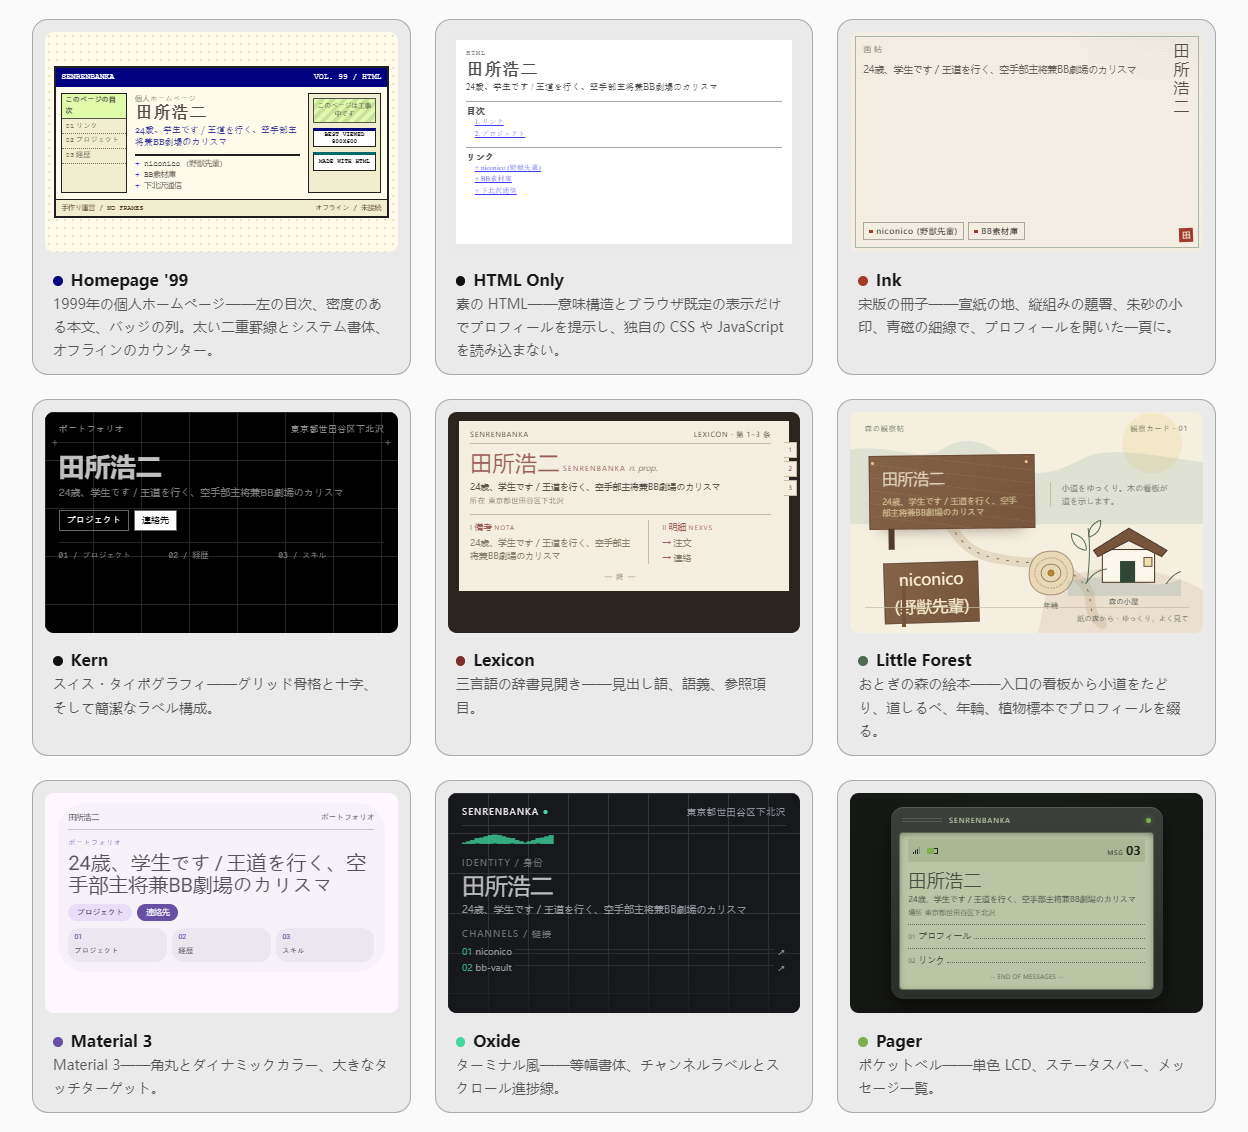 SENRENBANKA
VOL. 99 / HTML
このページの目
次
01 リンク
02 プロジェクト
03 経歴
個人ホームページ
田所浩二
24歳、学生です / 王道を行く、空手部主
将兼BB劇場のカリスマ
+ niconico (野獣先輩)
+ BB素材庫
+ 下北沢通信
このページは工事
中です
BEST VIEWED
800X600
MADE WITH HTML
手作り運営 / NO FRAMES
オフライン / 未接続
Homepage '99
1999年の個人ホームページ——左の目次、密度のあ
る本文、バッジの列。太い二重罫線とシステム書体、
オフラインのカウンター。
HTML
田所浩二
24歳、学生です / 王道を行く、空手部主将兼BB劇場のカリスマ
目次
1. リンク
2. プロジェクト
リンク
+ niconico (野獣先輩)
+ BB素材庫
+ 下北沢通信
HTML Only
素の HTML——意味構造とブラウザ既定の表示だけ
でプロフィールを提示し、独自の CSS や JavaScript
を読み込まない。
画帖
24歳、学生です / 王道を行く、空手部主将兼BB劇場のカリスマ
田所浩二
niconico (野獣先輩)
BB素材庫
田
Ink
宋版の冊子——宣紙の地、縦組みの題署、朱砂の小
印、青磁の細線で、プロフィールを開いた一頁に。
ポートフォリオ
東京都世田谷区下北沢
田所浩二
24歳、学生です / 王道を行く、空手部主将兼BB劇場のカリスマ
プロジェクト
連絡先
01 / プロジェクト
02 / 経歴
03 / スキル
Kern
スイス・タイポグラフィ——グリッド骨格と十字、
そして簡潔なラベル構成。
SENRENBANKA
LEXICON · 第 1–3 条
田所浩二 SENRENBANKA n. prop.
24歳、学生です / 王道を行く、空手部主将兼BB劇場のカリスマ
所在 東京都世田谷区下北沢
I 備考 NOTA
24歳、学生です / 王道を行く、空手部主
将兼BB劇場のカリスマ
II 明細 NEXVS
→ 注文
→ 連絡
— 終 —
1
2
3
Lexicon
三言語の辞書見開き——見出し語、語義、参照項
目。
森の観察帖
観察カード · 01
田所浩二
24歳、学生です / 王道を行く、空手
部主将兼BB劇場のカリスマ
小道をゆっくり。木の看板が
道を示します。
niconico
(野獣先輩)
年輪
森の小屋
紙の森から · ゆっくり、よく見て
Little Forest
おとぎの森の絵本——入口の看板から小道をたど
り、道しるべ、年輪、植物標本でプロフィールを綴
る。
田所浩二
ポートフォリオ
ポートフォリオ
24歳、学生です / 王道を行く、空
手部主将兼BB劇場のカリスマ
プロジェクト
連絡先
01
プロジェクト
02
経歴
03
スキル
Material 3
Material 3——角丸とダイナミックカラー、大きなタ
ッチターゲット。
SENRENBANKA
東京都世田谷区下北沢
IDENTITY / 身份
田所浩二
24歳、学生です / 王道を行く、空手部主将兼BB劇場のカリスマ
CHANNELS / 链接
01 niconico ↗
02 bb-vault ↗
Oxide
ターミナル風——等幅書体、チャンネルラベルとス
クロール進捗線。
SENRENBANKA
MSG 03
田所浩二
24歳、学生です / 王道を行く、空手部主将兼BB劇場のカリスマ
場所 東京都世田谷区下北沢
01 プロフィール
02 リンク
— END OF MESSAGES —
Pager
ポケットベル——単色 LCD、ステータスバー、メッ
セージ一覧。